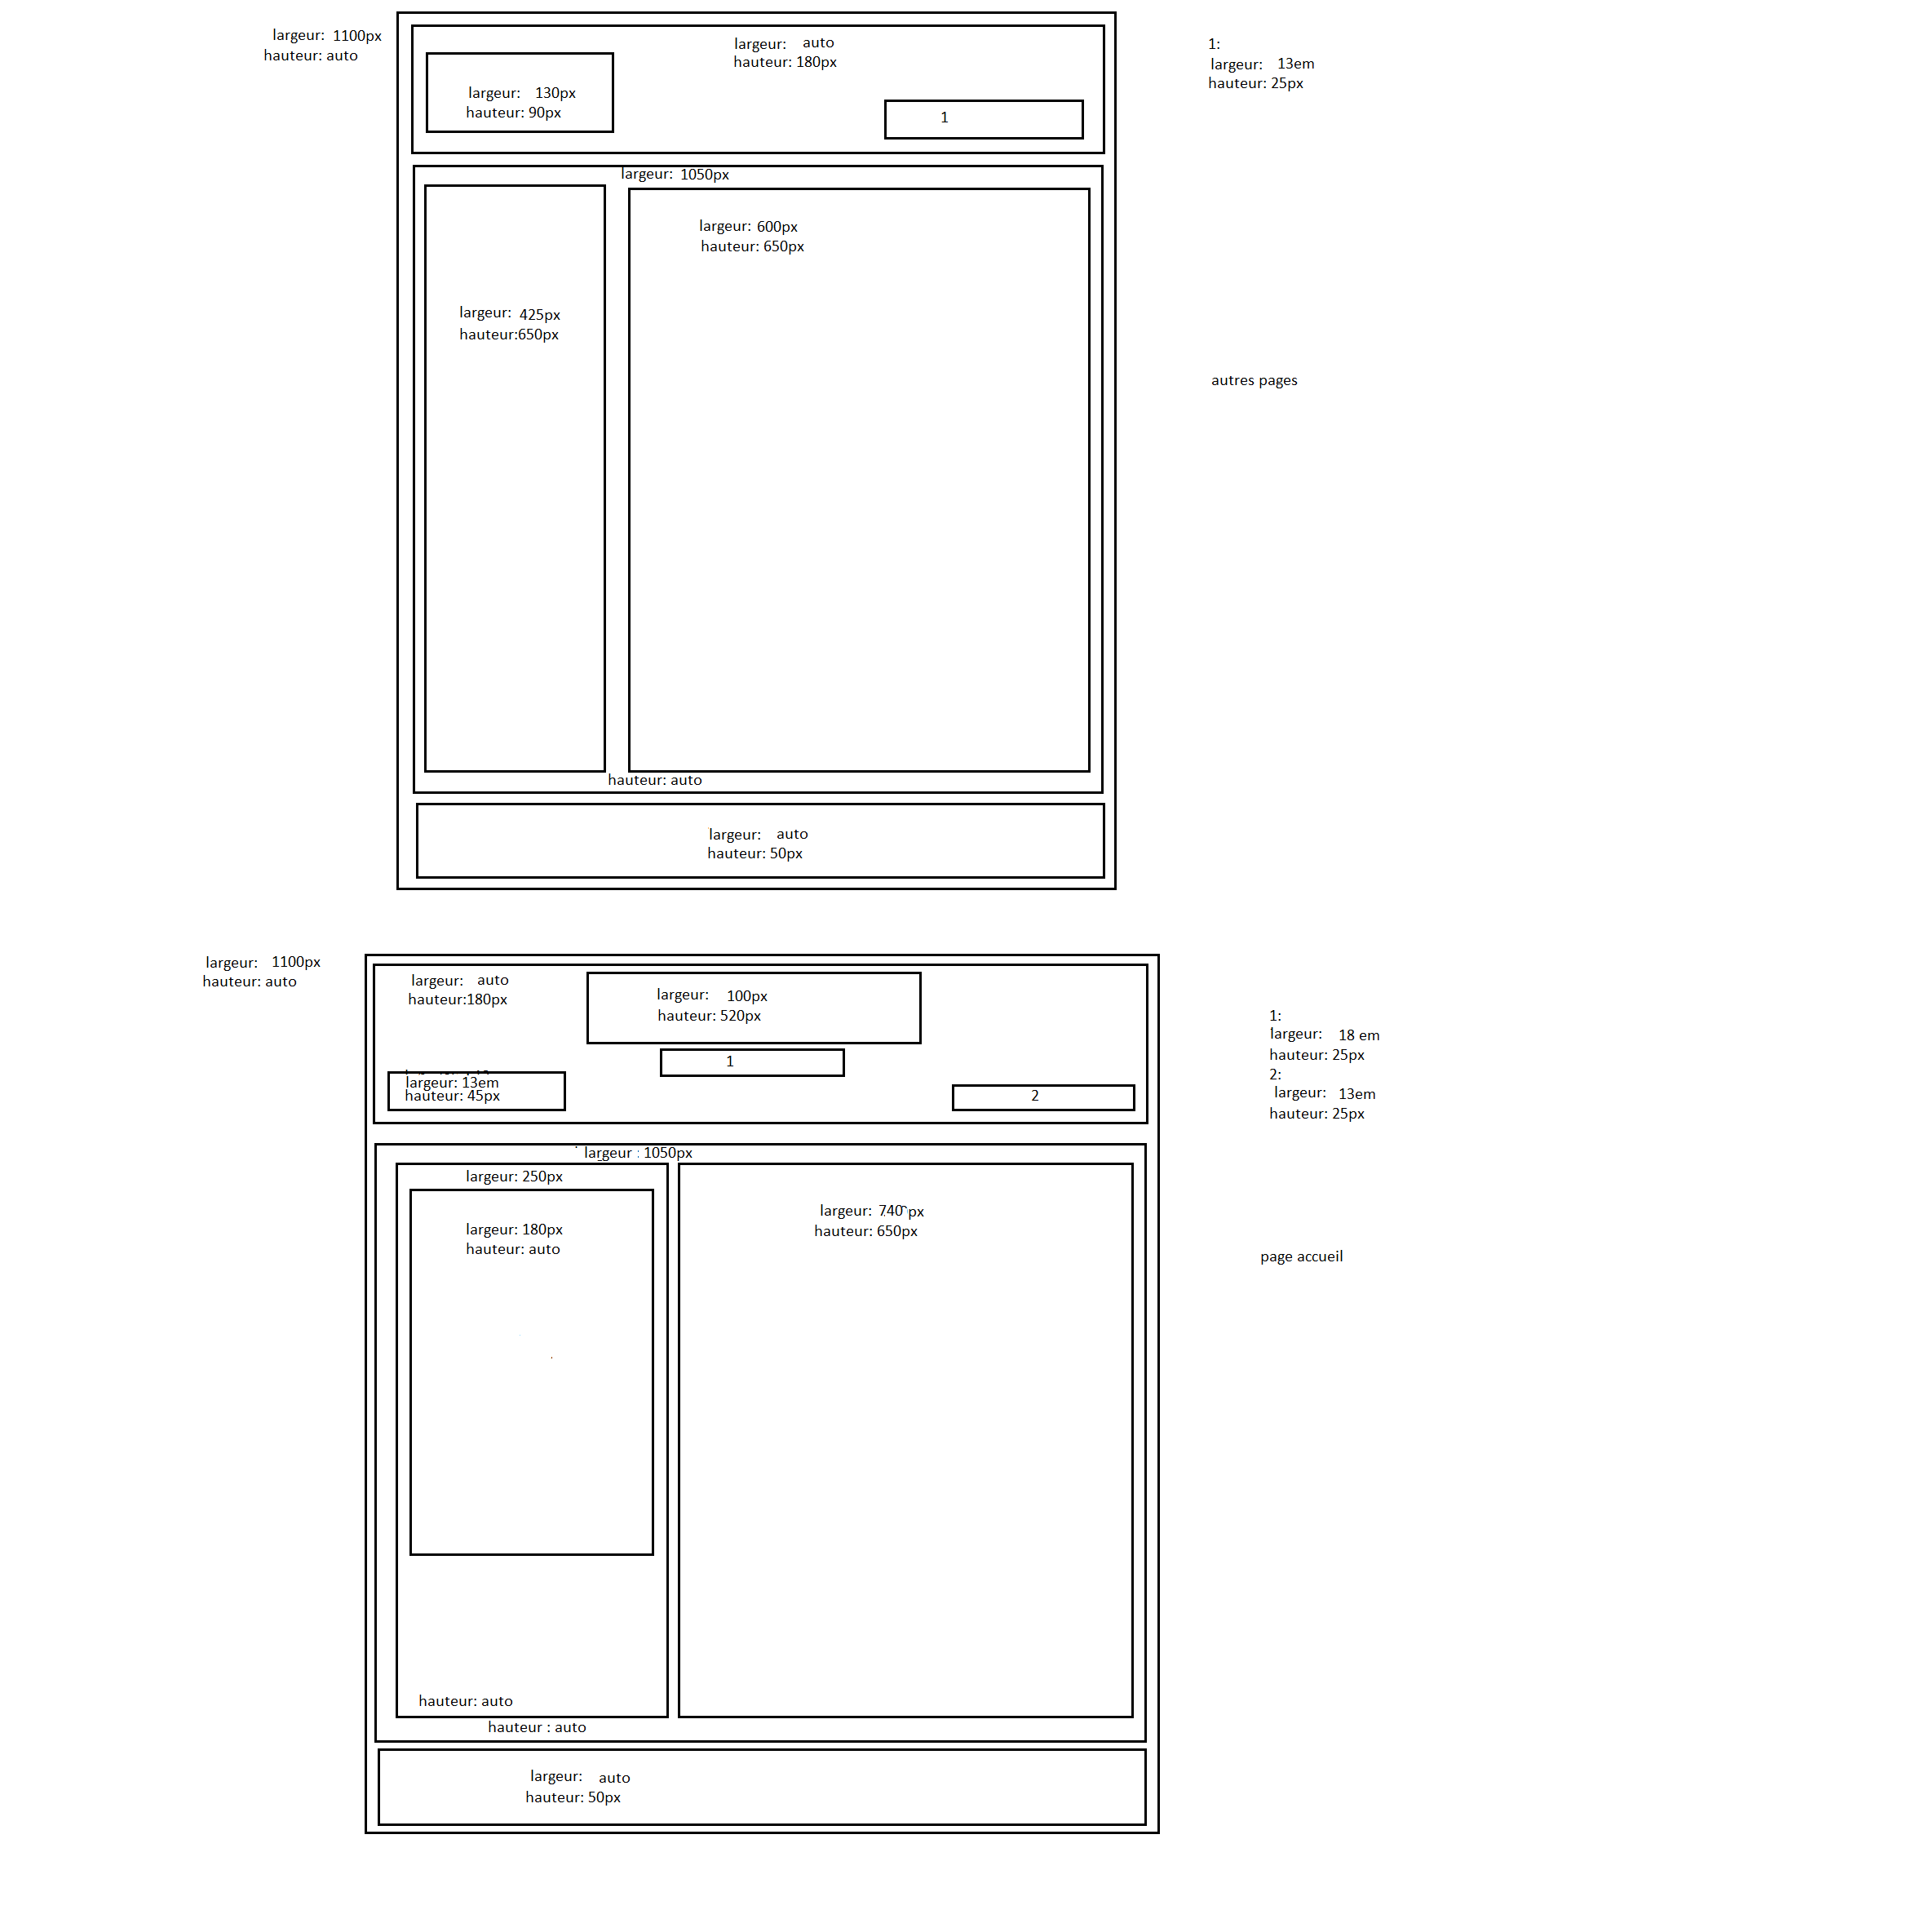 largeur: 1100px
hauteur: auto
largeur: auto
hauteur: 180px
1:
largeur: 13em
hauteur: 25px
largeur: 130px
hauteur: 90px
1
largeur: 1050px
largeur: 600px
hauteur: 650px
largeur: 425px
hauteur:650px
autres pages
hauteur: auto
largeur: auto
hauteur: 50px
largeur: 1100px
hauteur: auto
largeur: auto
hauteur:180px
largeur: 100px
hauteur: 520px
1:
largeur: 18 em
hauteur: 25px
2:
largeur: 13em
hauteur: 25px
1
largeur: 13em
hauteur: 45px
2
largeur : 1050px
largeur: 250px
largeur: 180px
hauteur: auto
largeur: 740px
hauteur: 650px
page accueil
hauteur: auto
hauteur : auto
largeur: auto
hauteur: 50px